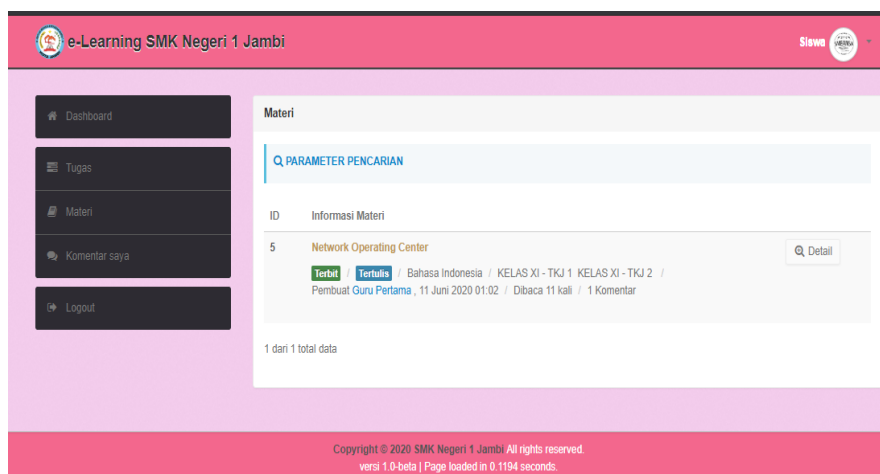 e-Learning SMK Negeri 1 Jambi
Siswa
Dashboard
Tugas
Materi
Komentar saya
Logout
Materi
PARAMETER PENCARIAN
ID Informasi Materi
5 Network Operating Center
Detail
Terbit / Tertulis / Bahasa Indonesia / KELAS XI - TKJ 1 KELAS XI - TKJ 2 /
Pembuat Guru Pertama , 11 Juni 2020 01:02 / Dibaca 11 kali / 1 Komentar
1 dari 1 total data
Copyright © 2020 SMK Negeri 1 Jambi All rights reserved.
versi 1.0-beta | Page loaded in 0.1194 seconds.